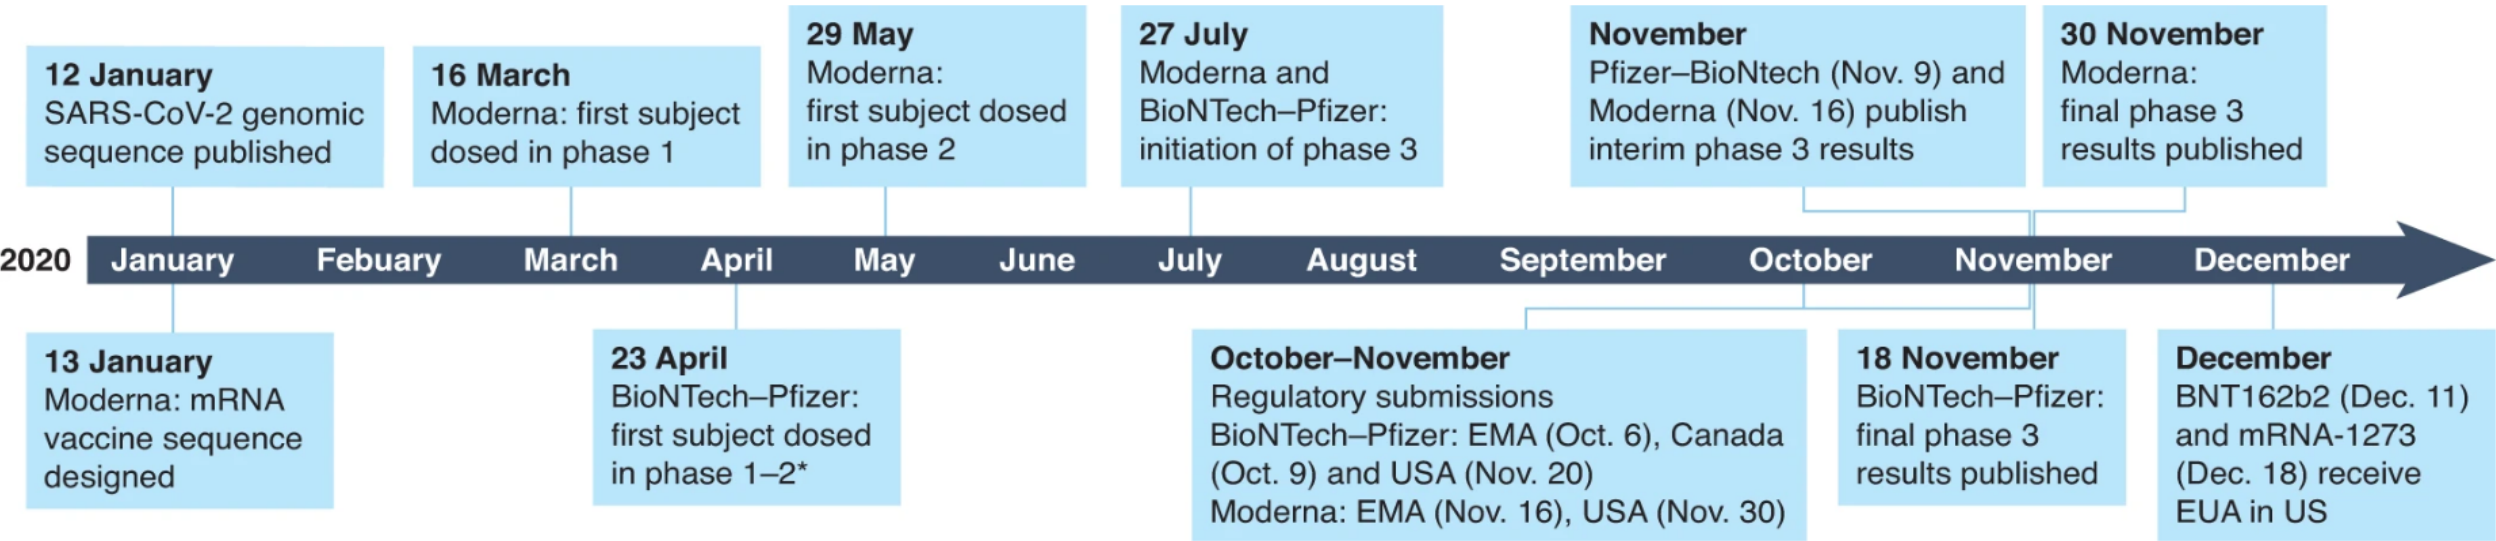 12 January
SARS-CoV-2 genomic
sequence published
16 March
Moderna: first subject
dosed in phase 1
29 May
Moderna:
first subject dosed
in phase 2
27 July
Moderna and
BioNTech–Pfizer:
initiation of phase 3
November
Pfizer–BioNtech (Nov. 9) and
Moderna (Nov. 16) publish
interim phase 3 results
30 November
Moderna:
final phase 3
results published
2020 January Febuary March April May June July August September October November December
13 January
Moderna: mRNA
vaccine sequence
designed
23 April
BioNTech–Pfizer:
first subject dosed
in phase 1–2*
October–November
Regulatory submissions
BioNTech–Pfizer: EMA (Oct. 6), Canada
(Oct. 9) and USA (Nov. 20)
Moderna: EMA (Nov. 16), USA (Nov. 30)
18 November
BioNTech–Pfizer:
final phase 3
results published
December
BNT162b2 (Dec. 11)
and mRNA-1273
(Dec. 18) receive
EUA in US